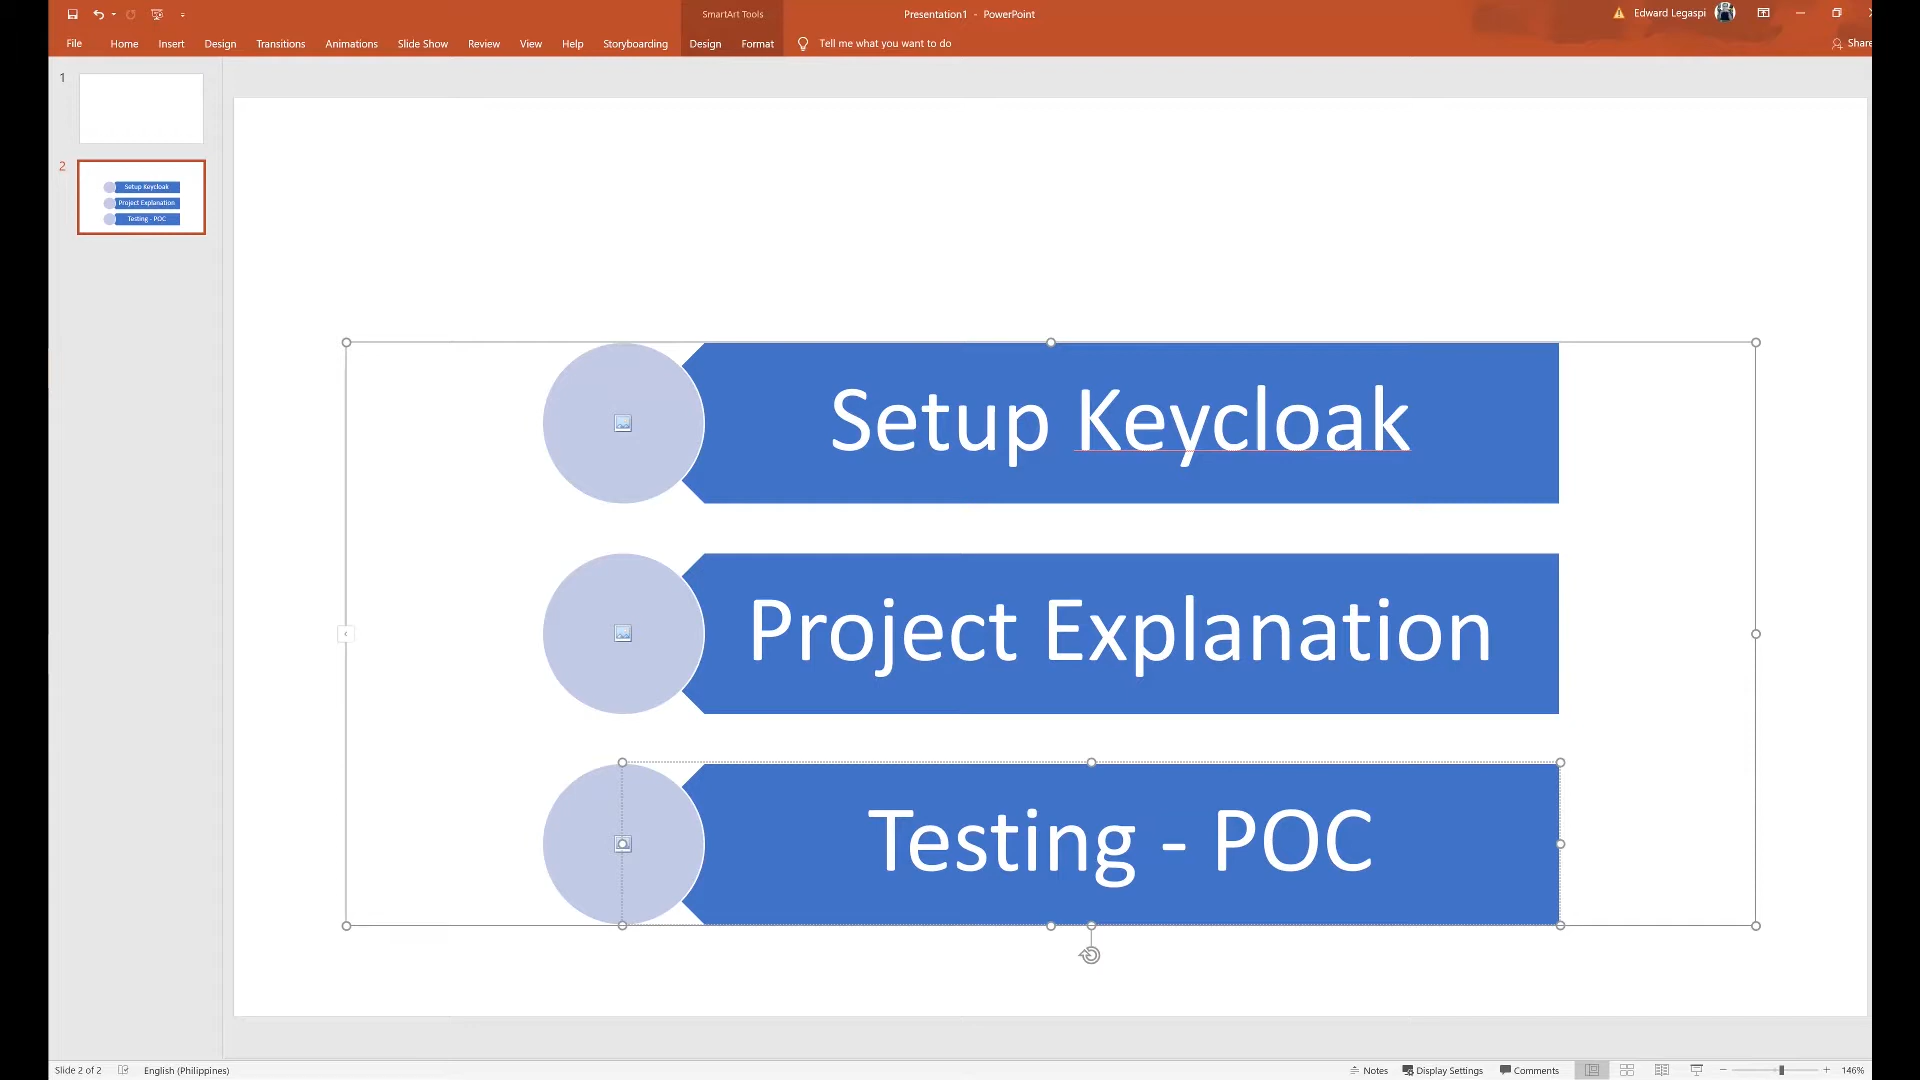 SmartArt Tools
Presentation1 - PowerPoint
Edward Legaspi
File Home Insert Design Transitions Animations Slide Show Review View Help Storyboarding Design Format Tell me what you want to do Share
1
2
Setup Keycloak
Project Explanation
Testing - POC
Setup Keycloak
Project Explanation
Testing - POC
Slide 2 of 2 English (Philippines) Notes Display Settings Comments 146%